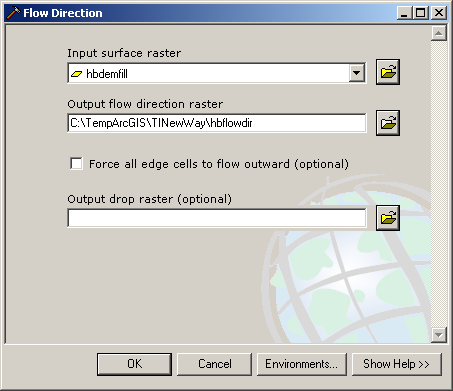 Flow Direction
Input surface raster
hbdemfill
Output flow direction raster
C:\TempArcGIS\TINewWay\hbflowdir
Force all edge cells to flow outward (optional)
Output drop raster (optional)
OK
Cancel
Environments...
Show Help >>